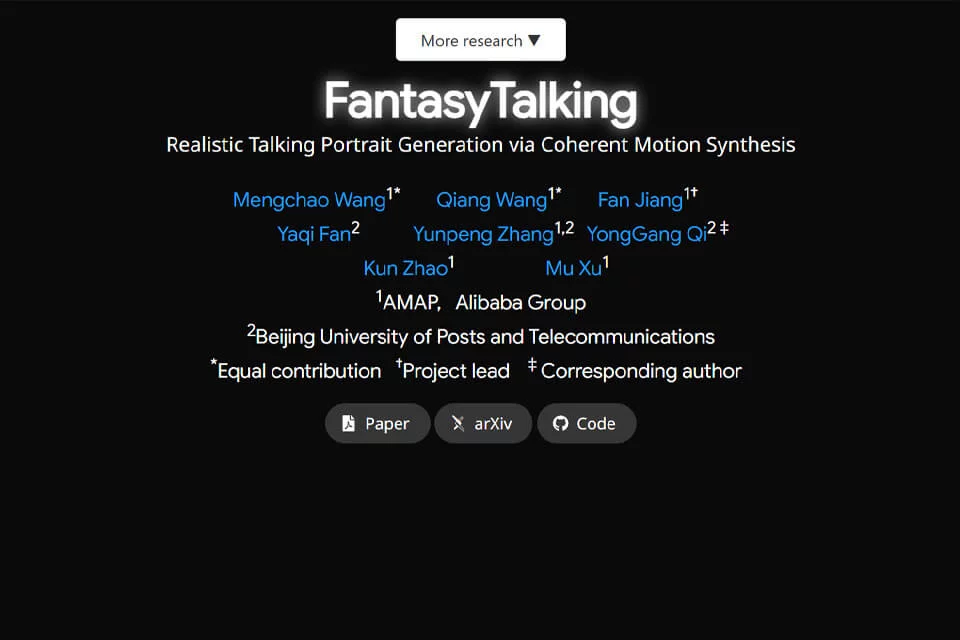 More research ▼
FantasyTalking
Realistic Talking Portrait Generation via Coherent Motion Synthesis
Mengchao Wang1* Qiang Wang1* Fan Jiang1†
Yaqi Fan2 Yunpeng Zhang1,2 YongGang Qi2 ‡
Kun Zhao1 Mu Xu1
1AMAP, Alibaba Group
2Beijing University of Posts and Telecommunications
*Equal contribution †Project lead ‡ Corresponding author
Paper arXiv Code